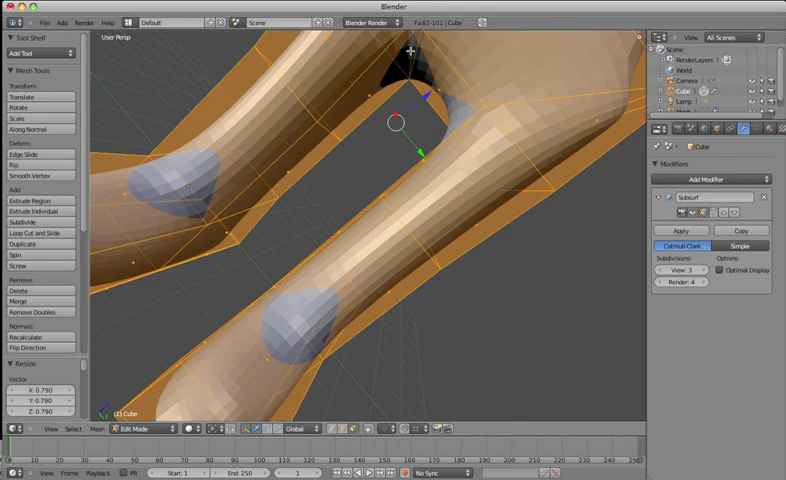 Blender
File Add Render Help Default Scene Blender Render Fa:61-101 | Cube
Tool Shelf
Add Tool
Mesh Tools
Transform:
Translate
Rotate
Scale
Along Normal
Deform:
Edge Slide
Rip
Smooth Vertex
Add:
Extrude Region
Extrude Individual
Subdivide
Loop Cut and Slide
Duplicate
Spin
Screw
Remove:
Delete
Merge
Remove Doubles
Normals:
Recalculate
Flip Direction
Resize
Vector
X: 0.790
Y: 0.790
Z: 0.790
User Persp
(1) Cube
View Search All Scenes
Scene
RenderLayers
World
Camera
Cube
Lamp
Cube
Modifiers
Add Modifier
Subsurf
Apply Copy
Catmull-Clark Simple
Subdivisions: Options:
View: 3 Optimal Display
Render: 4
View Select Mesh Edit Mode Global
0 10 20 30 40 50 60 70 80 90 100 110 120 130 140 150 160 170 180 190 200 210 220 230 240 250
View Frame Playback PR Start: 1 End: 250 1 No Sync